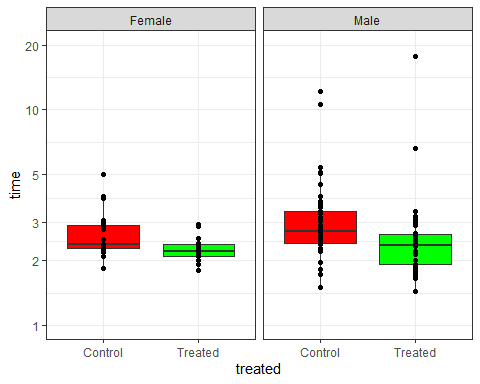 Female
Male
time
20
10
5
3
2
1
Control
Treated
Control
Treated
treated